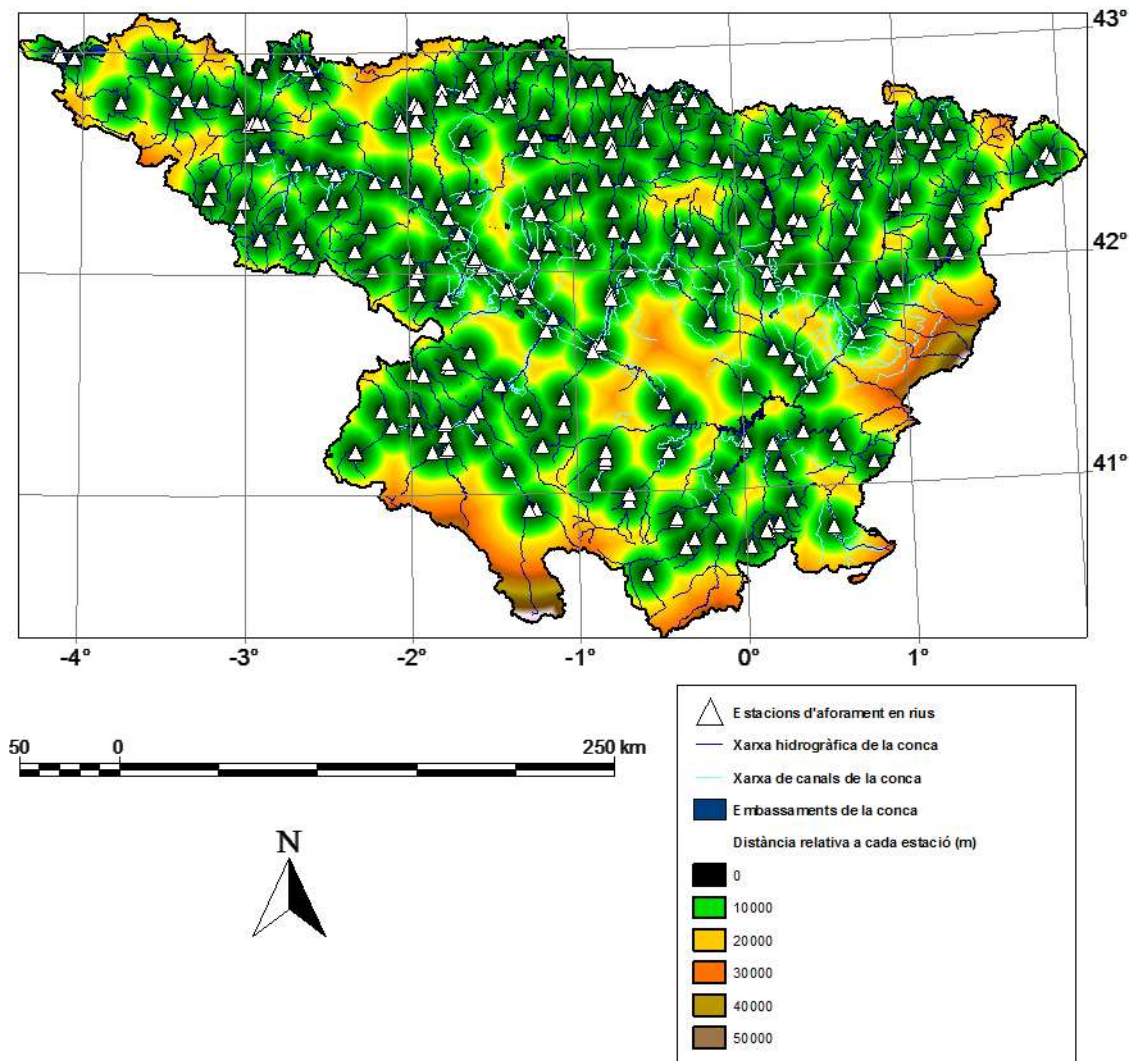 43°
42°
41°
-4° -3° -2° -1° 0° 1°
50 0 250 km
N
Estacions d'aforament en rius
Xarxa hidrogràfica de la conca
Xarxa de canals de la conca
Embassaments de la conca
Distància relativa a cada estació (m)
0
10000
20000
30000
40000
50000